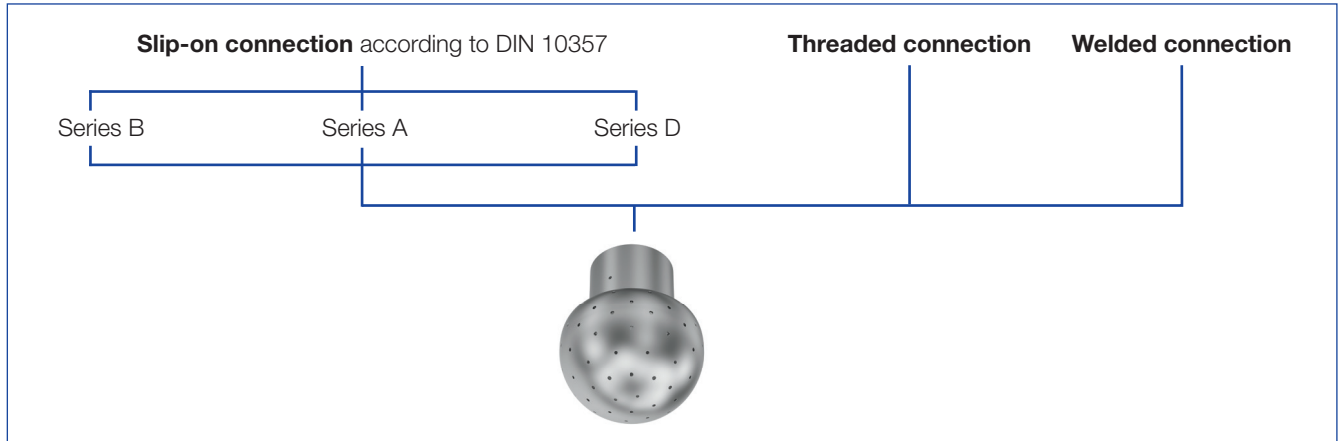 Slip-on connection according to DIN 10357
Threaded connection
Welded connection
Series B
Series A
Series D